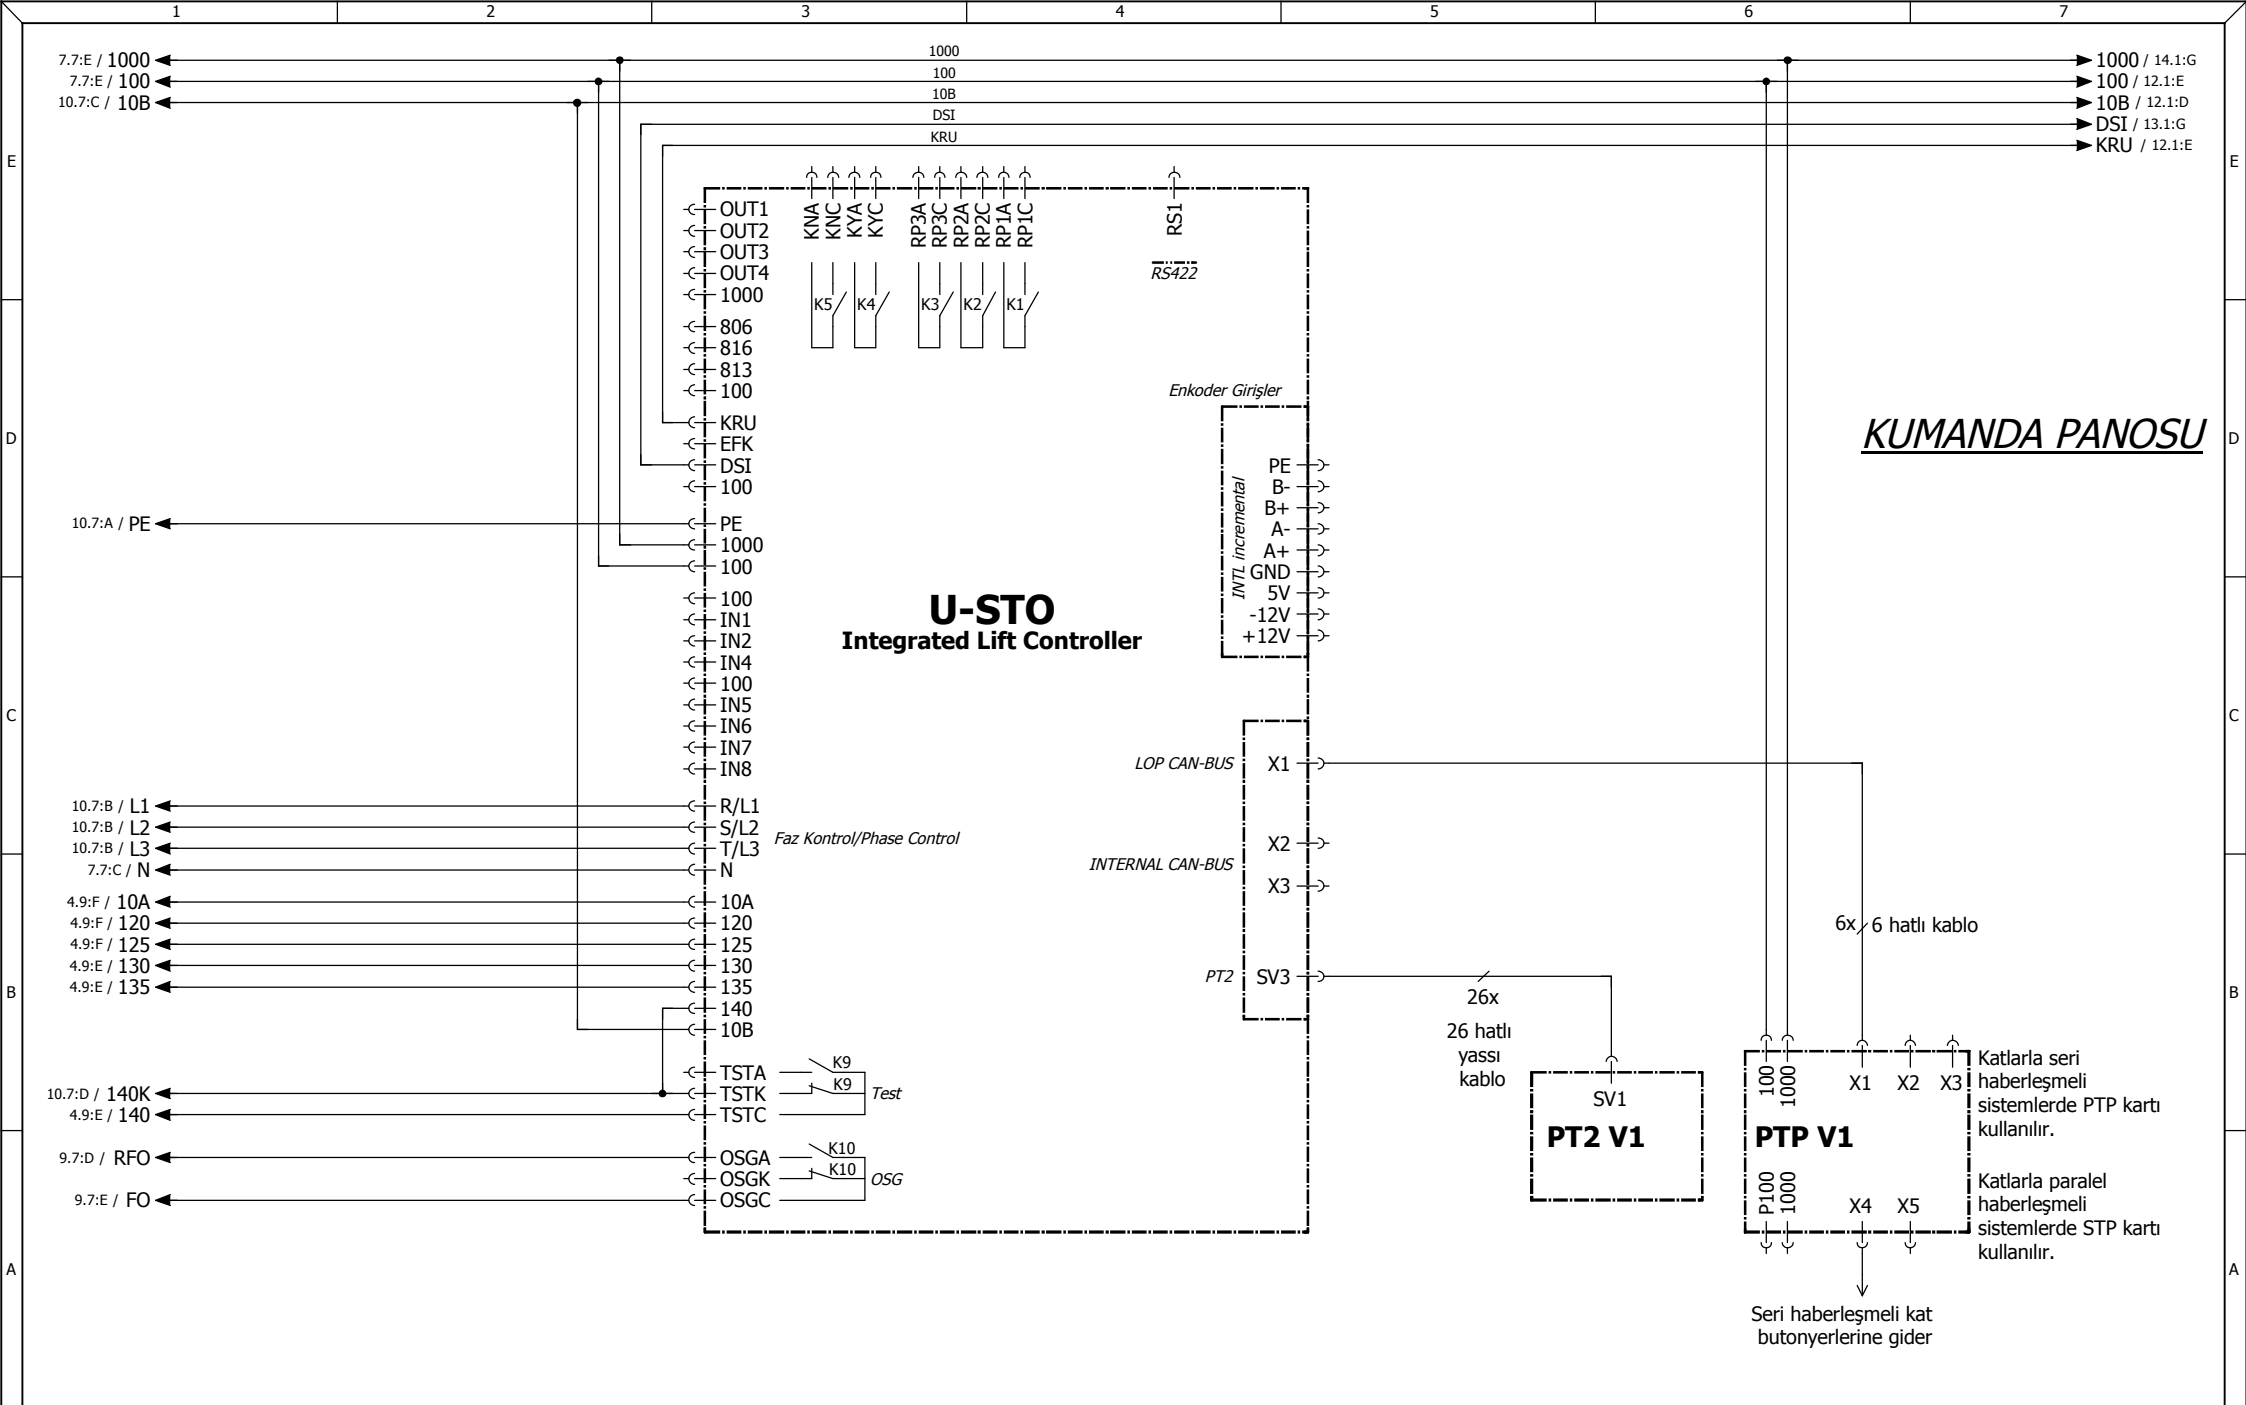 1 2 3 4 5 6 7
7.7:E / 1000
1000
1000 / 14.1:G
7.7:E / 100
100
100 / 12.1:E
10.7:C / 10B
10B
10B / 12.1:D
DSI
DSI / 13.1:G
KRU
KRU / 12.1:E
E
E
KNA
KNC
KYA
KYC
RP3A
RP3C
RP2A
RP2C
RP1A
RP1C
RS1
RS422
K5
K4
K3
K2
K1
OUT1
OUT2
OUT3
OUT4
1000
806
816
813
100
KRU
EFK
DSI
100
D
D
KUMANDA PANOSU
Enkoder Girişler
INTL incremental
PE
B-
B+
A-
A+
GND
5V
-12V
+12V
10.7:A / PE
PE
1000
100
U-STO
Integrated Lift Controller
100
IN1
IN2
IN4
100
IN5
IN6
IN7
IN8
C
C
LOP CAN-BUS
X1
X2
INTERNAL CAN-BUS
X3
PT2
SV3
10.7:B / L1
R/L1
10.7:B / L2
S/L2
10.7:B / L3
T/L3
Faz Kontrol/Phase Control
7.7:C / N
N
4.9:F / 10A
10A
4.9:F / 120
120
4.9:F / 125
125
4.9:E / 130
130
4.9:E / 135
135
140
10B
B
B
6x
6 hatlı kablo
26x
26 hatlı
yassı
kablo
TSTA
K9
10.7:D / 140K
TSTK
K9
Test
4.9:E / 140
TSTC
9.7:D / RFO
OSGA
K10
OSGK
K10
OSG
9.7:E / FO
OSGC
SV1
PT2 V1
100
1000
X1
X2
X3
PTP V1
P100
1000
X4
X5
Katlarla seri
haberleşmeli
sistemlerde PTP kartı
kullanılır.
Katlarla paralel
haberleşmeli
sistemlerde STP kartı
kullanılır.
A
A
Seri haberleşmeli kat
butonyerlerine gider